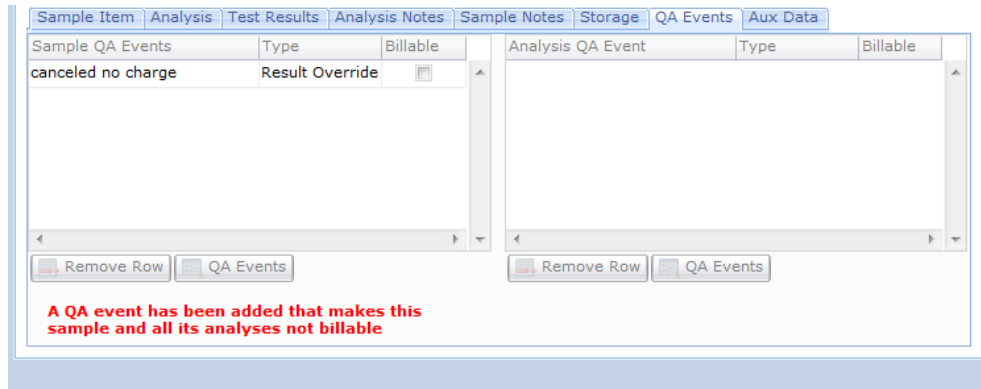 Sample Item Analysis Test Results Analysis Notes Sample Notes Storage QA Events Aux Data
Sample QA Events Type Billable Analysis QA Event Type Billable
canceled no charge Result Override
Remove Row QA Events Remove Row QA Events
A QA event has been added that makes this
sample and all its analyses not billable